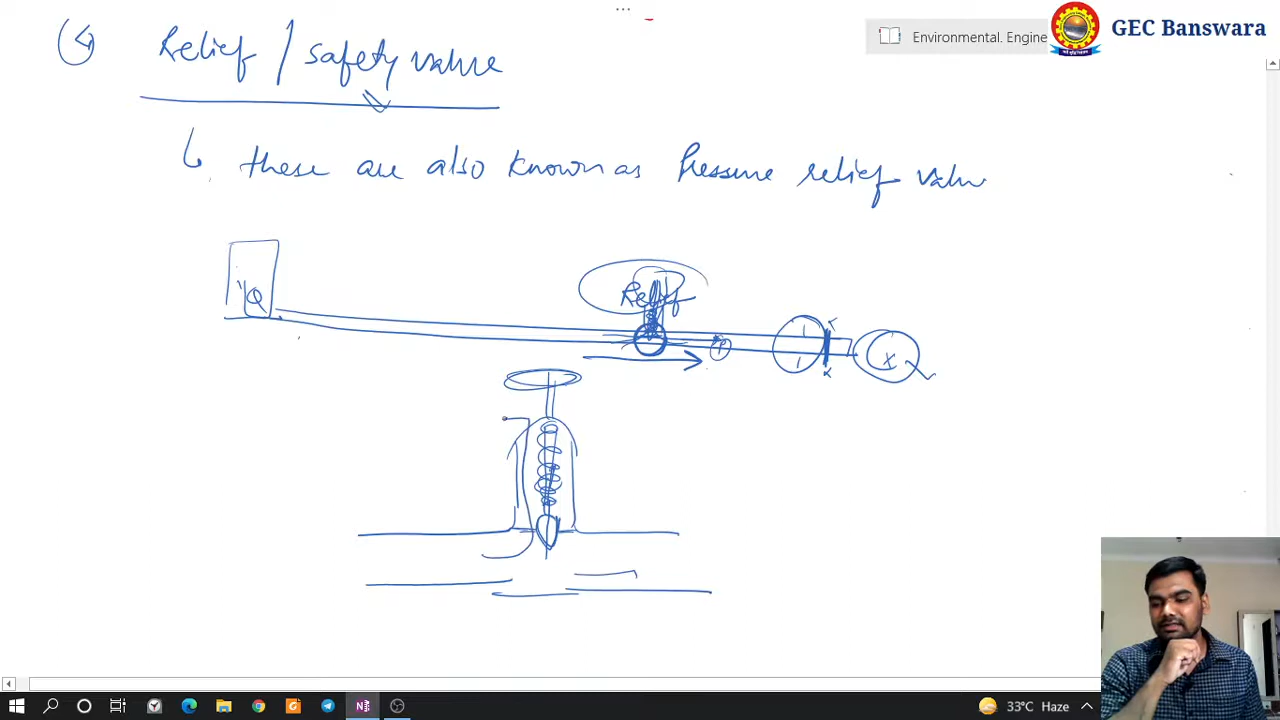 Environmental. Engine
GEC Banswara
(4) Relief / safety valve
↳ these are also known as Pressure relief valve
Q
Relief
X
33°C Haze